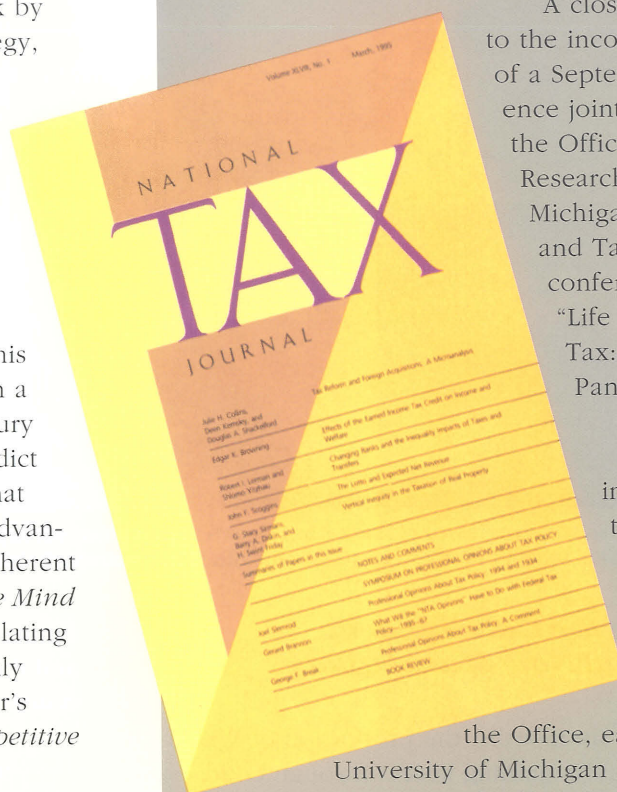 k by
egy,
his
n a
ury
dict
hat
dvan-
herent
e Mind
lating
ly
r's
petitive
Volume XLVIII, No. 1 March, 1995
NATIONAL
TAX
JOURNAL
Tax Reform and Foreign Acquisitions: A Microanalysis
Julie H. Collins,
Deen Kemsley, and
Douglas A. Shackelford
Effects of the Earned Income Tax Credit on Income and
Welfare
Edgar K. Browning
Changing Ranks and the Inequality Impacts of Taxes and
Transfers
Robert I. Lerman and
Shlomo Yitzhaki
The Lotto and Expected Net Revenue
John F. Scoggins
Vertical Inequity in the Taxation of Real Property
G. Stacy Sirmans,
Barry A. Diskin, and
H. Swint Friday
Summaries of Papers in this Issue
NOTES AND COMMENTS
SYMPOSIUM ON PROFESSIONAL OPINIONS ABOUT TAX POLICY
Professional Opinions About Tax Policy: 1994 and 1934
Joel Slemrod
What Will the "NTA Opinions" Have to Do with Federal Tax
Policy—1995–6?
Gerard Brannon
Professional Opinions About Tax Policy: A Comment
George F. Break
BOOK REVIEW
A clos
to the inco
of a Septe
ence joint
the Offic
Research
Michiga
and Ta
confer
"Life
Tax:
Pan
in
t
the Office, ea
University of Michigan